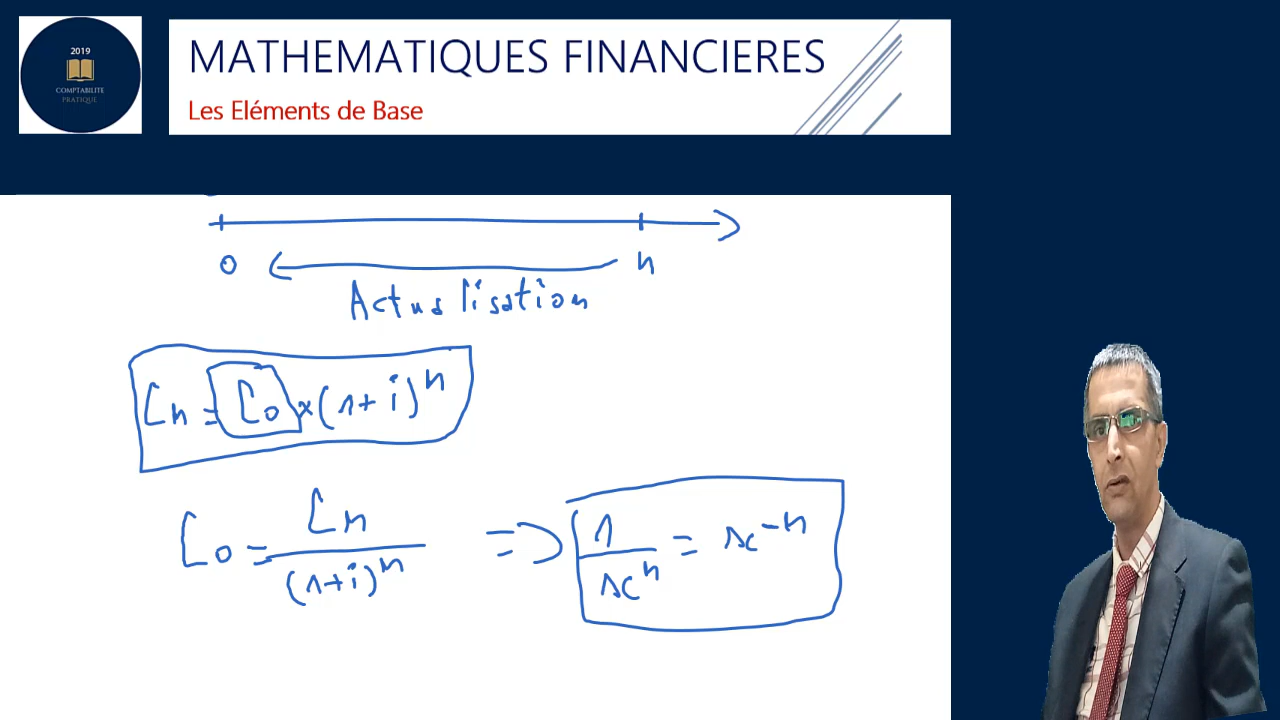 2019
COMPTABILITE
PRATIQUE
MATHEMATIQUES FINANCIERES
Les Eléments de Base
0 n
Actualisation
Cn = C0 × (1+i)^n
C0 = Cn / (1+i)^n => 1 / x^n = x^-n